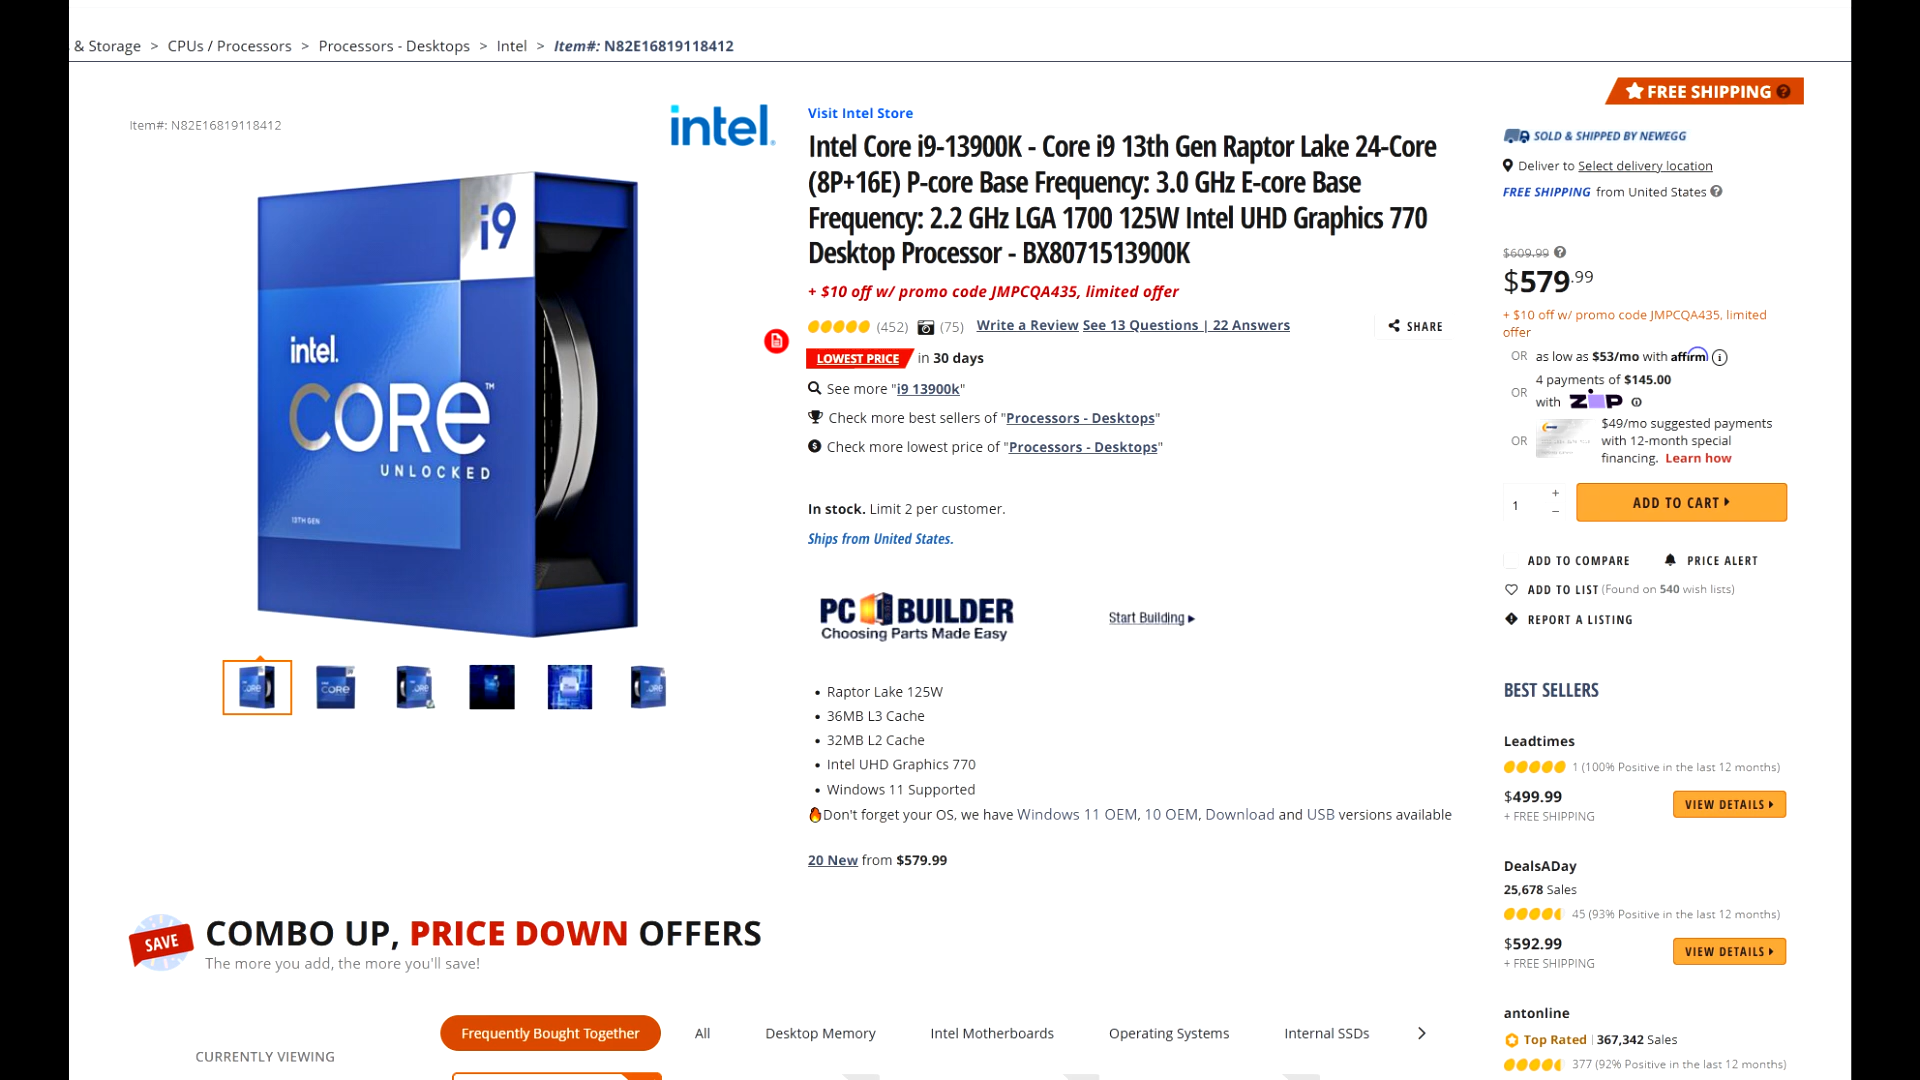 & Storage > CPUs / Processors > Processors - Desktops > Intel > Item#: N82E16819118412
Item#: N82E16819118412
intel.
i9
intel.
CORE™
UNLOCKED
13TH GEN
Visit Intel Store
Intel Core i9-13900K - Core i9 13th Gen Raptor Lake 24-Core
(8P+16E) P-core Base Frequency: 3.0 GHz E-core Base
Frequency: 2.2 GHz LGA 1700 125W Intel UHD Graphics 770
Desktop Processor - BX8071513900K
+ $10 off w/ promo code JMPCQA435, limited offer
(452) (75) Write a Review See 13 Questions | 22 Answers
SHARE
LOWEST PRICE in 30 days
See more "i9 13900k"
Check more best sellers of "Processors - Desktops"
Check more lowest price of "Processors - Desktops"
In stock. Limit 2 per customer.
Ships from United States.
PC BUILDER
Choosing Parts Made Easy
Start Building
• Raptor Lake 125W
• 36MB L3 Cache
• 32MB L2 Cache
• Intel UHD Graphics 770
• Windows 11 Supported
Don't forget your OS, we have Windows 11 OEM, 10 OEM, Download and USB versions available
20 New from $579.99
FREE SHIPPING ?
SOLD & SHIPPED BY NEWEGG
Deliver to Select delivery location
FREE SHIPPING from United States ?
$609.99 ?
$579.99
+ $10 off w/ promo code JMPCQA435, limited
offer
OR as low as $53/mo with affirm i
OR 4 payments of $145.00
with ZIP
OR $49/mo suggested payments
with 12-month special
financing. Learn how
1 + −
ADD TO CART
ADD TO COMPARE PRICE ALERT
ADD TO LIST (Found on 540 wish lists)
REPORT A LISTING
BEST SELLERS
Leadtimes
1 (100% Positive in the last 12 months)
$499.99
+ FREE SHIPPING
VIEW DETAILS
DealsADay
25,678 Sales
45 (93% Positive in the last 12 months)
$592.99
+ FREE SHIPPING
VIEW DETAILS
antonline
Top Rated | 367,342 Sales
377 (92% Positive in the last 12 months)
SAVE
COMBO UP, PRICE DOWN OFFERS
The more you add, the more you'll save!
CURRENTLY VIEWING
Frequently Bought Together All Desktop Memory Intel Motherboards Operating Systems Internal SSDs